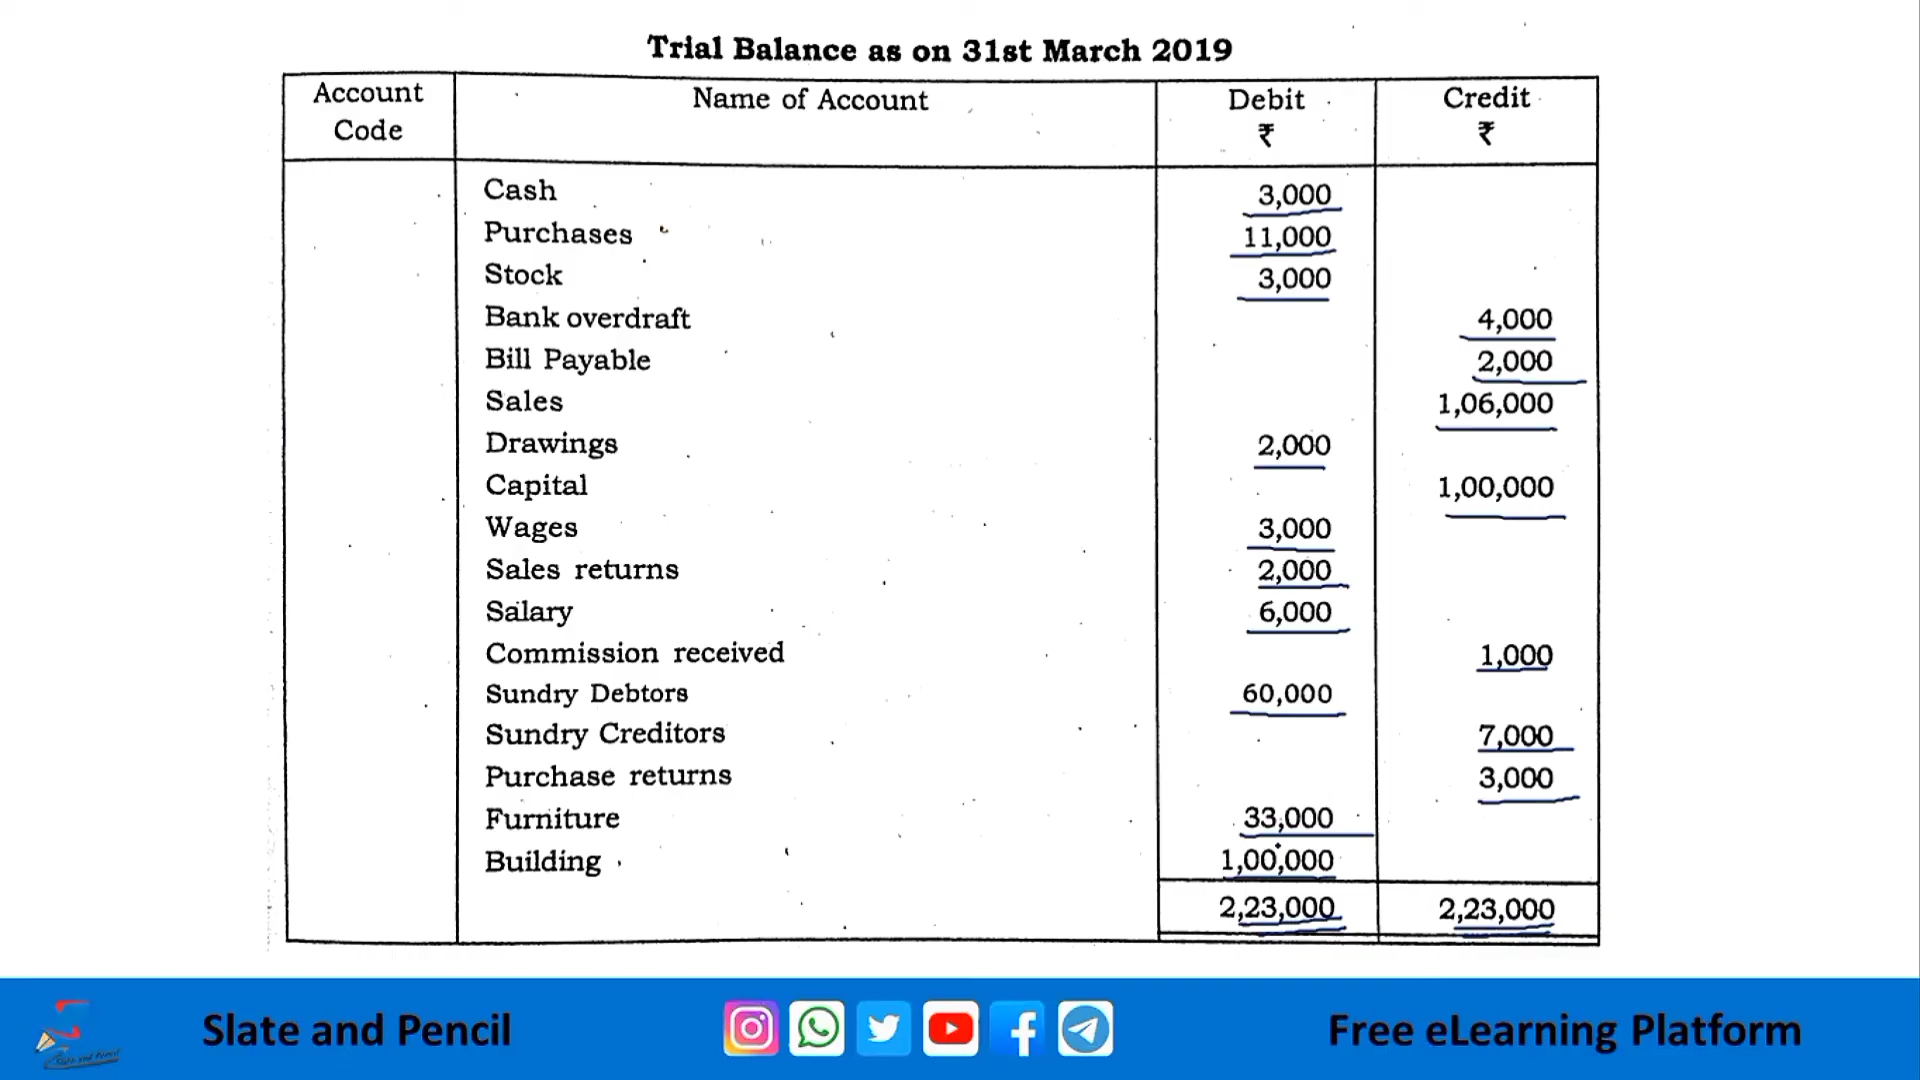 Trial Balance as on 31st March 2019
Account Code Name of Account Debit ₹ Credit ₹
Cash 3,000
Purchases 11,000
Stock 3,000
Bank overdraft 4,000
Bill Payable 2,000
Sales 1,06,000
Drawings 2,000
Capital 1,00,000
Wages 3,000
Sales returns 2,000
Salary 6,000
Commission received 1,000
Sundry Debtors 60,000
Sundry Creditors 7,000
Purchase returns 3,000
Furniture 33,000
Building 1,00,000
2,23,000 2,23,000
Slate and Pencil Free eLearning Platform
Slate and Pencil